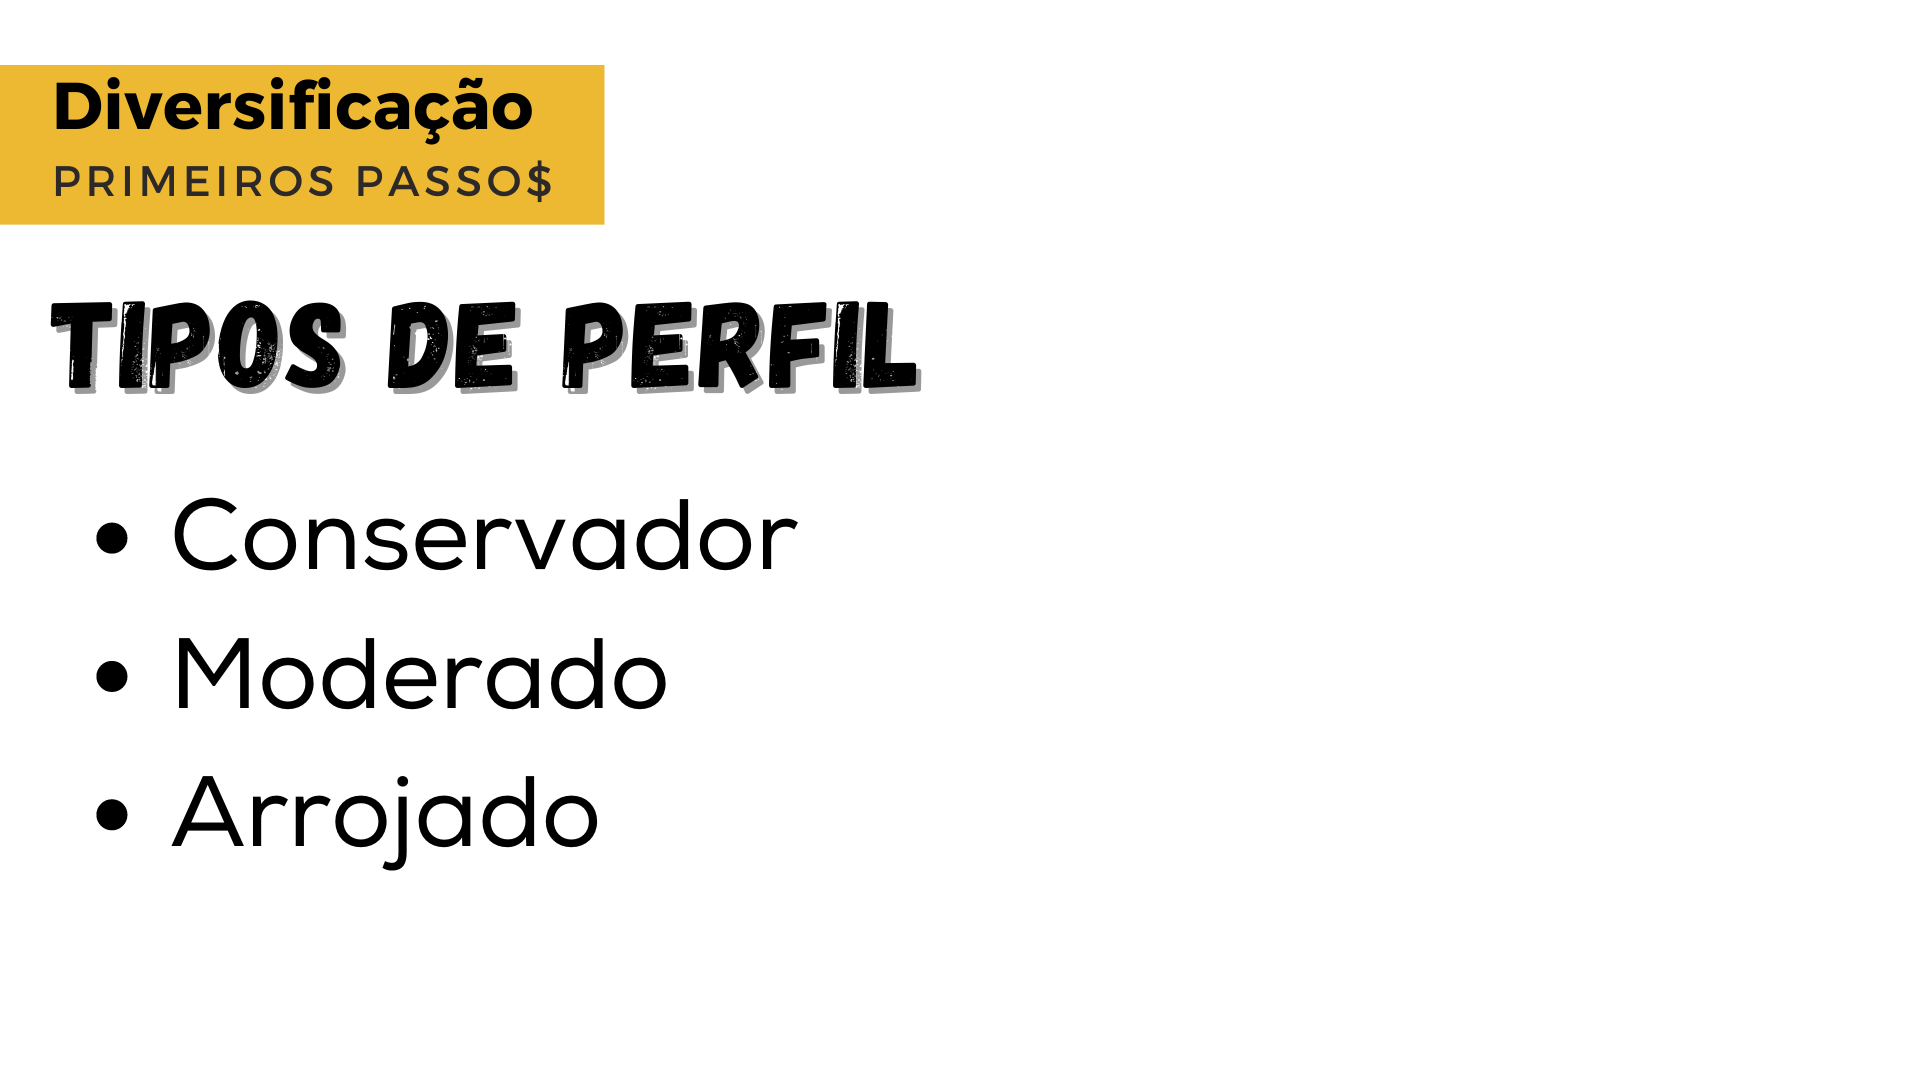 Diversificação
PRIMEIROS PASSO$
TIPOS DE PERFIL
• Conservador
• Moderado
• Arrojado